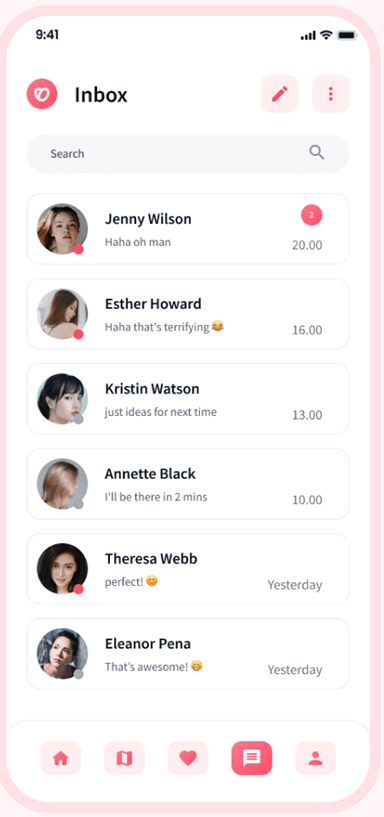 9:41
Inbox
Search
Jenny Wilson
2
Haha oh man
20.00
Esther Howard
Haha that's terrifying 😂
16.00
Kristin Watson
just ideas for next time
13.00
Annette Black
I'll be there in 2 mins
10.00
Theresa Webb
perfect! 😊
Yesterday
Eleanor Pena
That's awesome! 😁
Yesterday